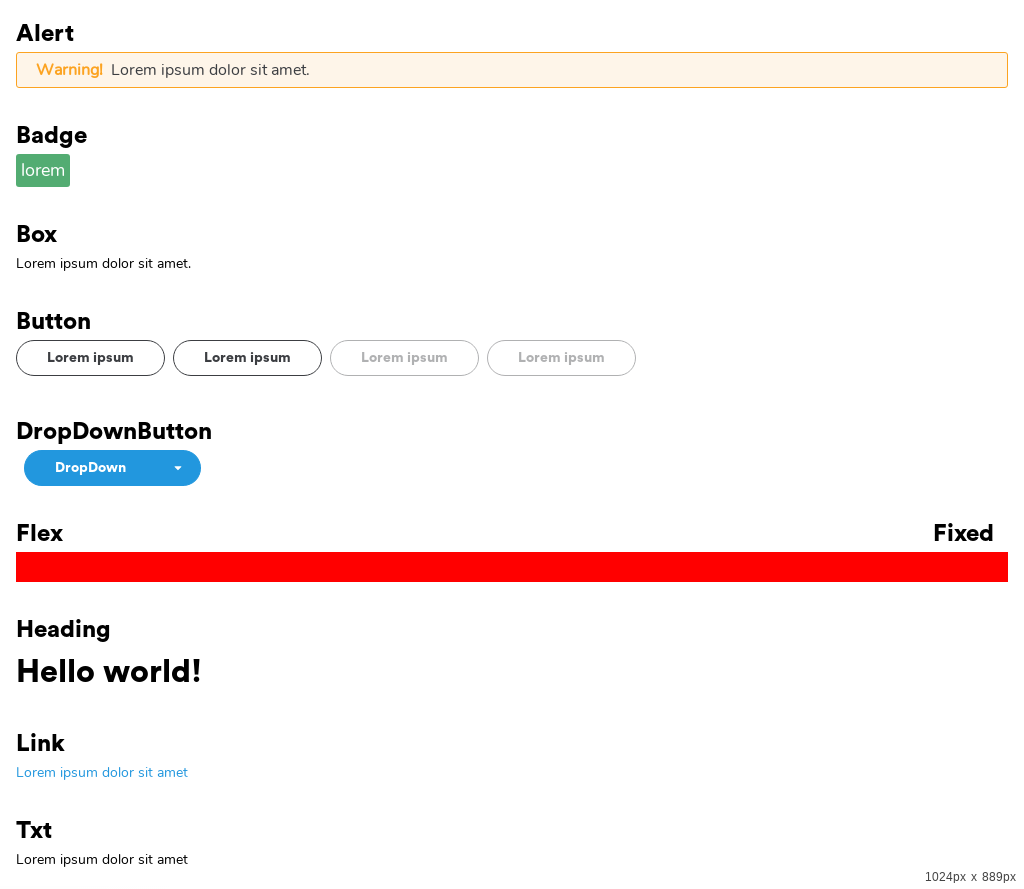 Alert
Warning! Lorem ipsum dolor sit amet.
Badge
lorem
Box
Lorem ipsum dolor sit amet.
Button
Lorem ipsum Lorem ipsum Lorem ipsum Lorem ipsum
DropDownButton
DropDown
Flex Fixed
Heading
Hello world!
Link
Lorem ipsum dolor sit amet
Txt
Lorem ipsum dolor sit amet
1024px x 889px